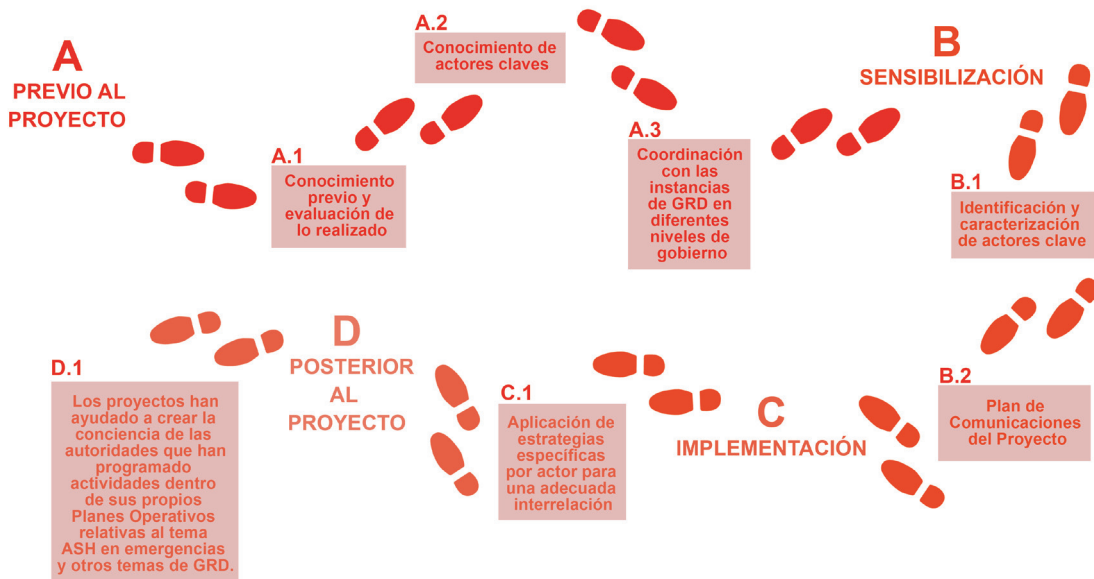 A
PREVIO AL
PROYECTO
A.1
Conocimiento
previo y
evaluación de
lo realizado
A.2
Conocimiento de
actores claves
A.3
Coordinación
con las
instancias
de GRD en
diferentes
niveles de
gobierno
B
SENSIBILIZACIÓN
B.1
Identificación y
caracterización
de actores clave
B.2
Plan de
Comunicaciones
del Proyecto
C
IMPLEMENTACIÓN
C.1
Aplicación de
estrategias
específicas
por actor para
una adecuada
interrelación
D
POSTERIOR
AL
PROYECTO
D.1
Los proyectos han
ayudado a crear la
conciencia de las
autoridades que han
programado
actividades dentro
de sus propios
Planes Operativos
relativas al tema
ASH en emergencias
y otros temas de GRD.